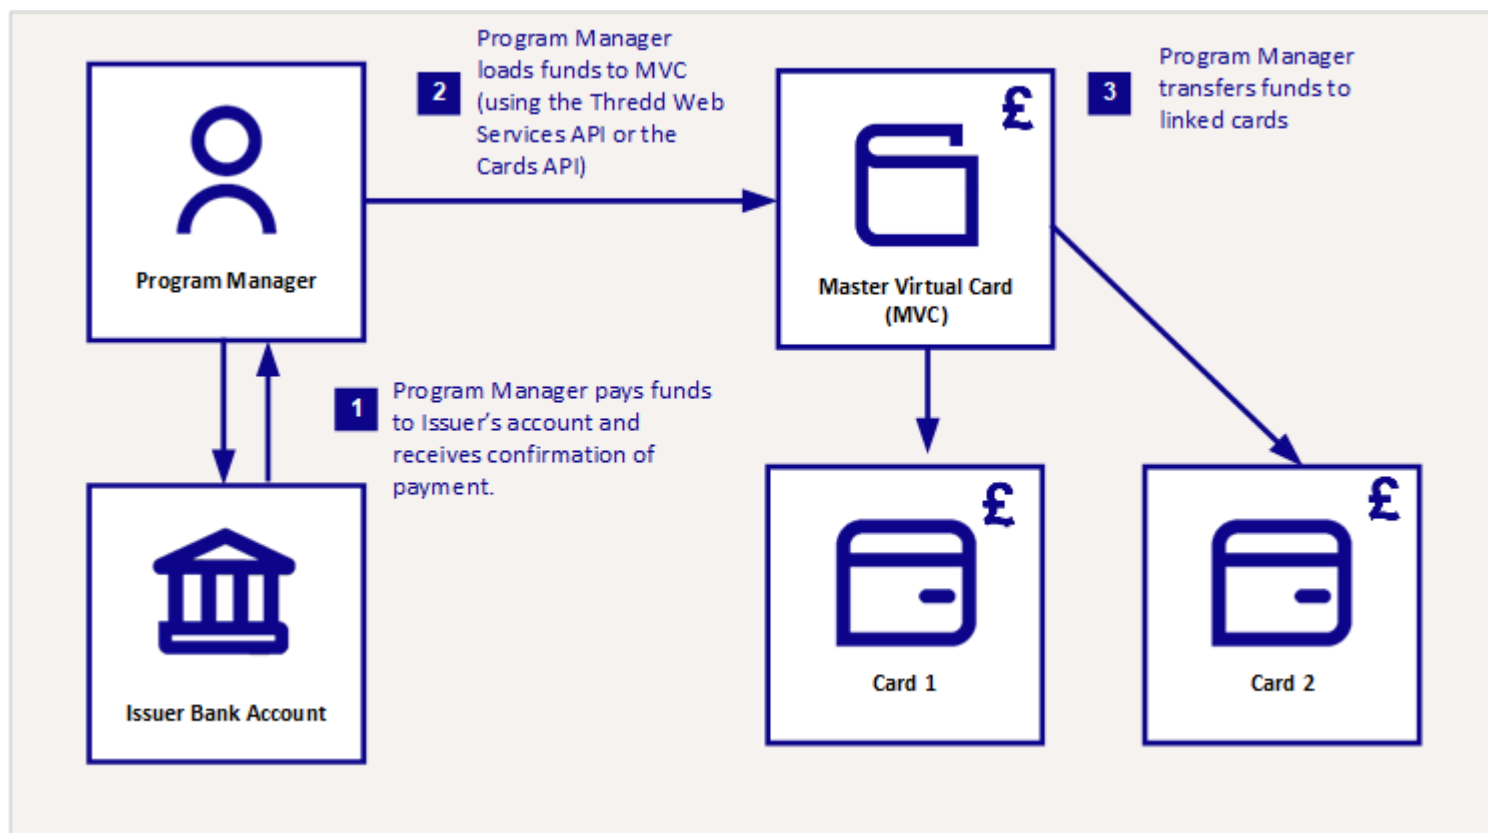 Program Manager
2
Program Manager
loads funds to MVC
(using the Thredd Web
Services API or the
Cards API)
£
Master Virtual Card
(MVC)
3
Program Manager
transfers funds to
linked cards
1
Program Manager pays funds
to Issuer’s account and
receives confirmation of
payment.
Issuer Bank Account
£
Card 1
£
Card 2